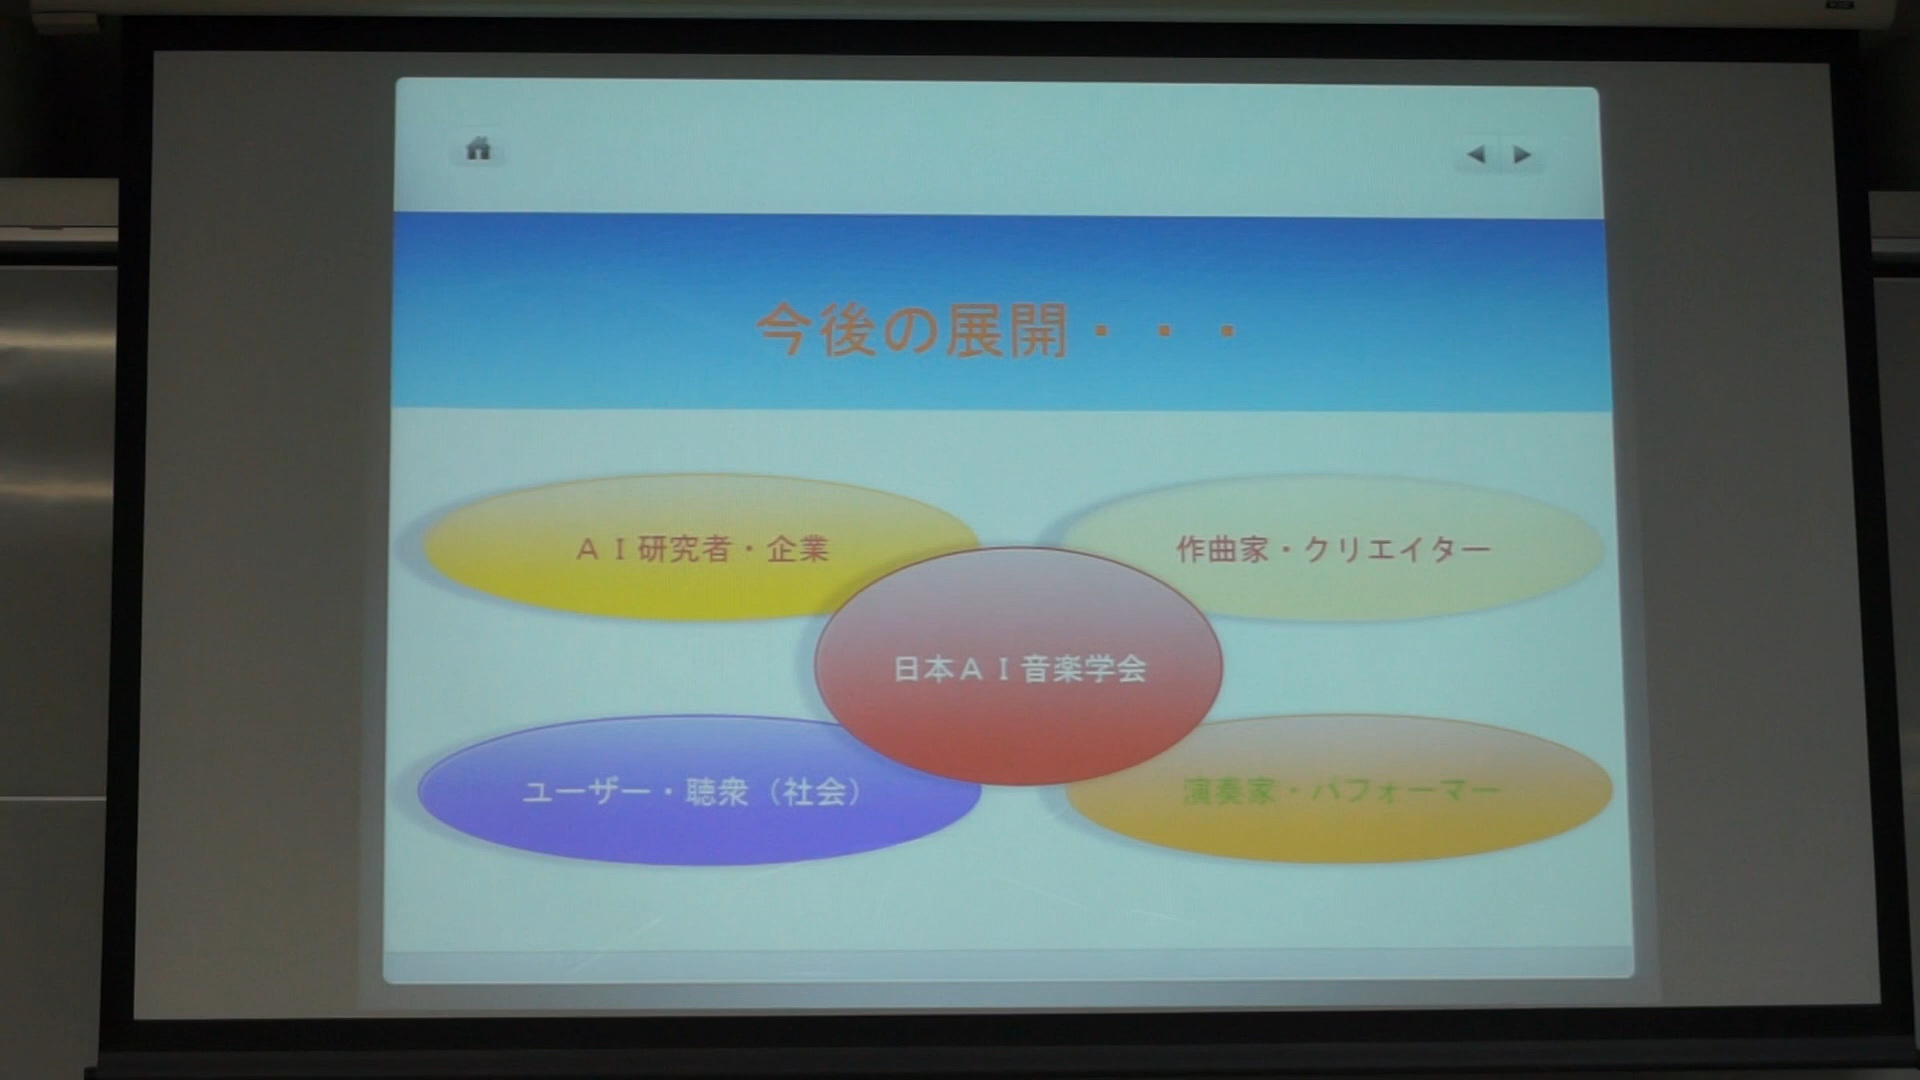 今後の展開・・・
ＡＩ研究者・企業
作曲家・クリエイター
日本ＡＩ音楽学会
ユーザー・聴衆（社会）
演奏家・パフォーマー